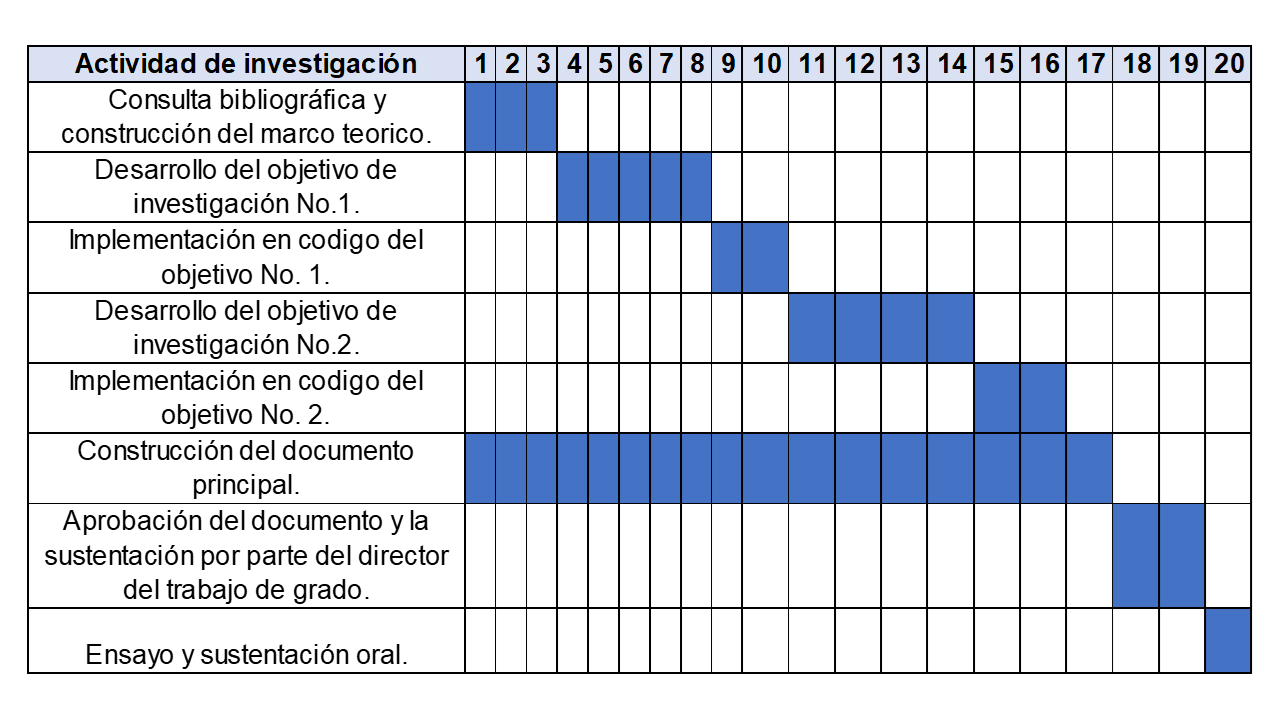 Actividad de investigación 1 2 3 4 5 6 7 8 9 10 11 12 13 14 15 16 17 18 19 20
Consulta bibliográfica y
construcción del marco teorico.
Desarrollo del objetivo de
investigación No.1.
Implementación en codigo del
objetivo No. 1.
Desarrollo del objetivo de
investigación No.2.
Implementación en codigo del
objetivo No. 2.
Construcción del documento
principal.
Aprobación del documento y la
sustentación por parte del director
del trabajo de grado.
Ensayo y sustentación oral.